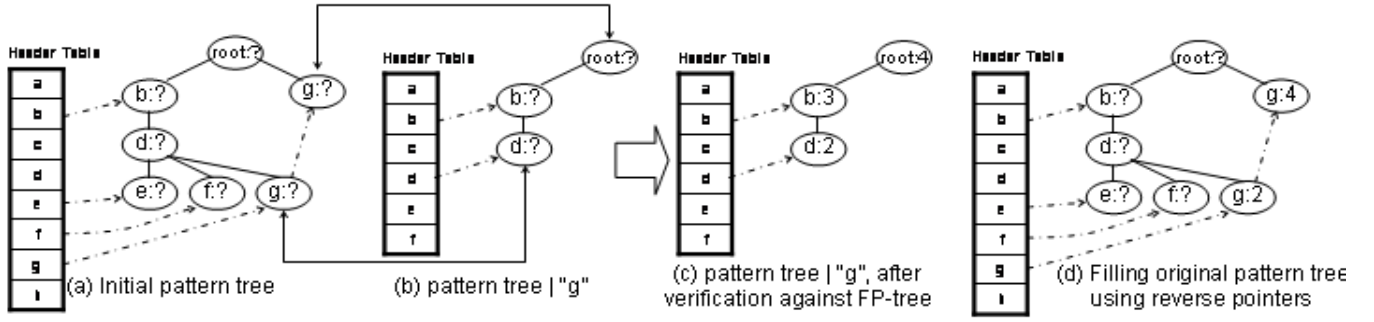 Header Table
a
b
c
d
e
f
g
root:?
b:?
g:?
d:?
e:?
f:?
g:?
(a) Initial pattern tree
Header Table
a
b
c
d
e
f
root:?
b:?
d:?
(b) pattern tree | "g"
Header Table
a
b
c
d
e
f
root:4
b:3
d:2
(c) pattern tree | "g", after
verification against FP-tree
Header Table
a
b
c
d
e
f
g
root:?
b:?
g:4
d:?
e:?
f:?
g:2
(d) Filling original pattern tree
using reverse pointers